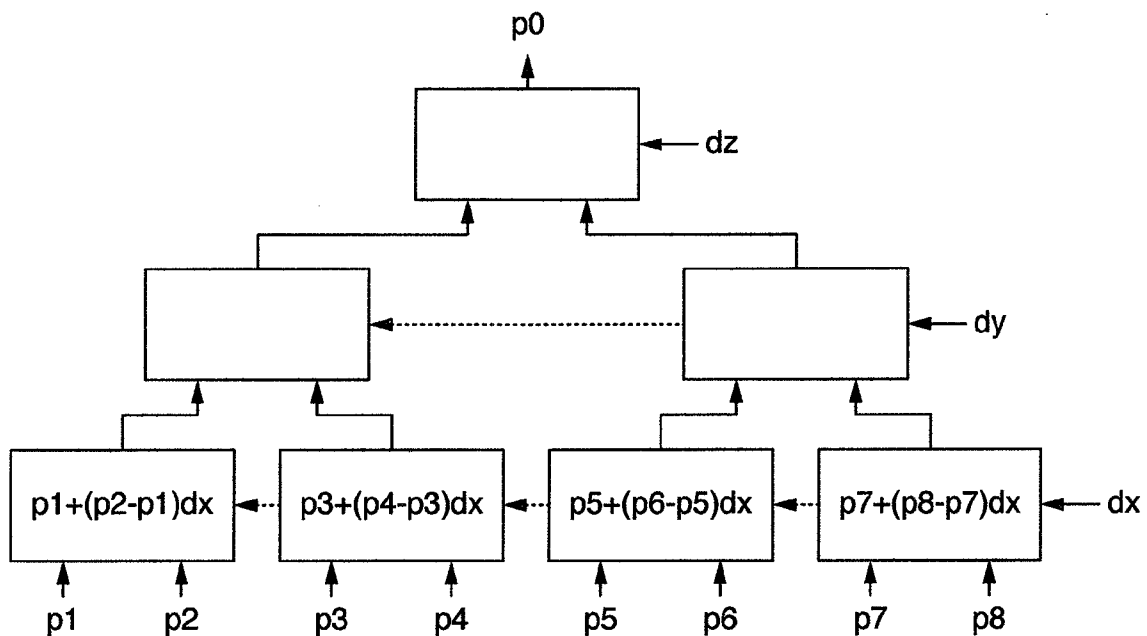 p0
dz
dy
p1+(p2-p1)dx p3+(p4-p3)dx p5+(p6-p5)dx p7+(p8-p7)dx dx
p1 p2 p3 p4 p5 p6 p7 p8